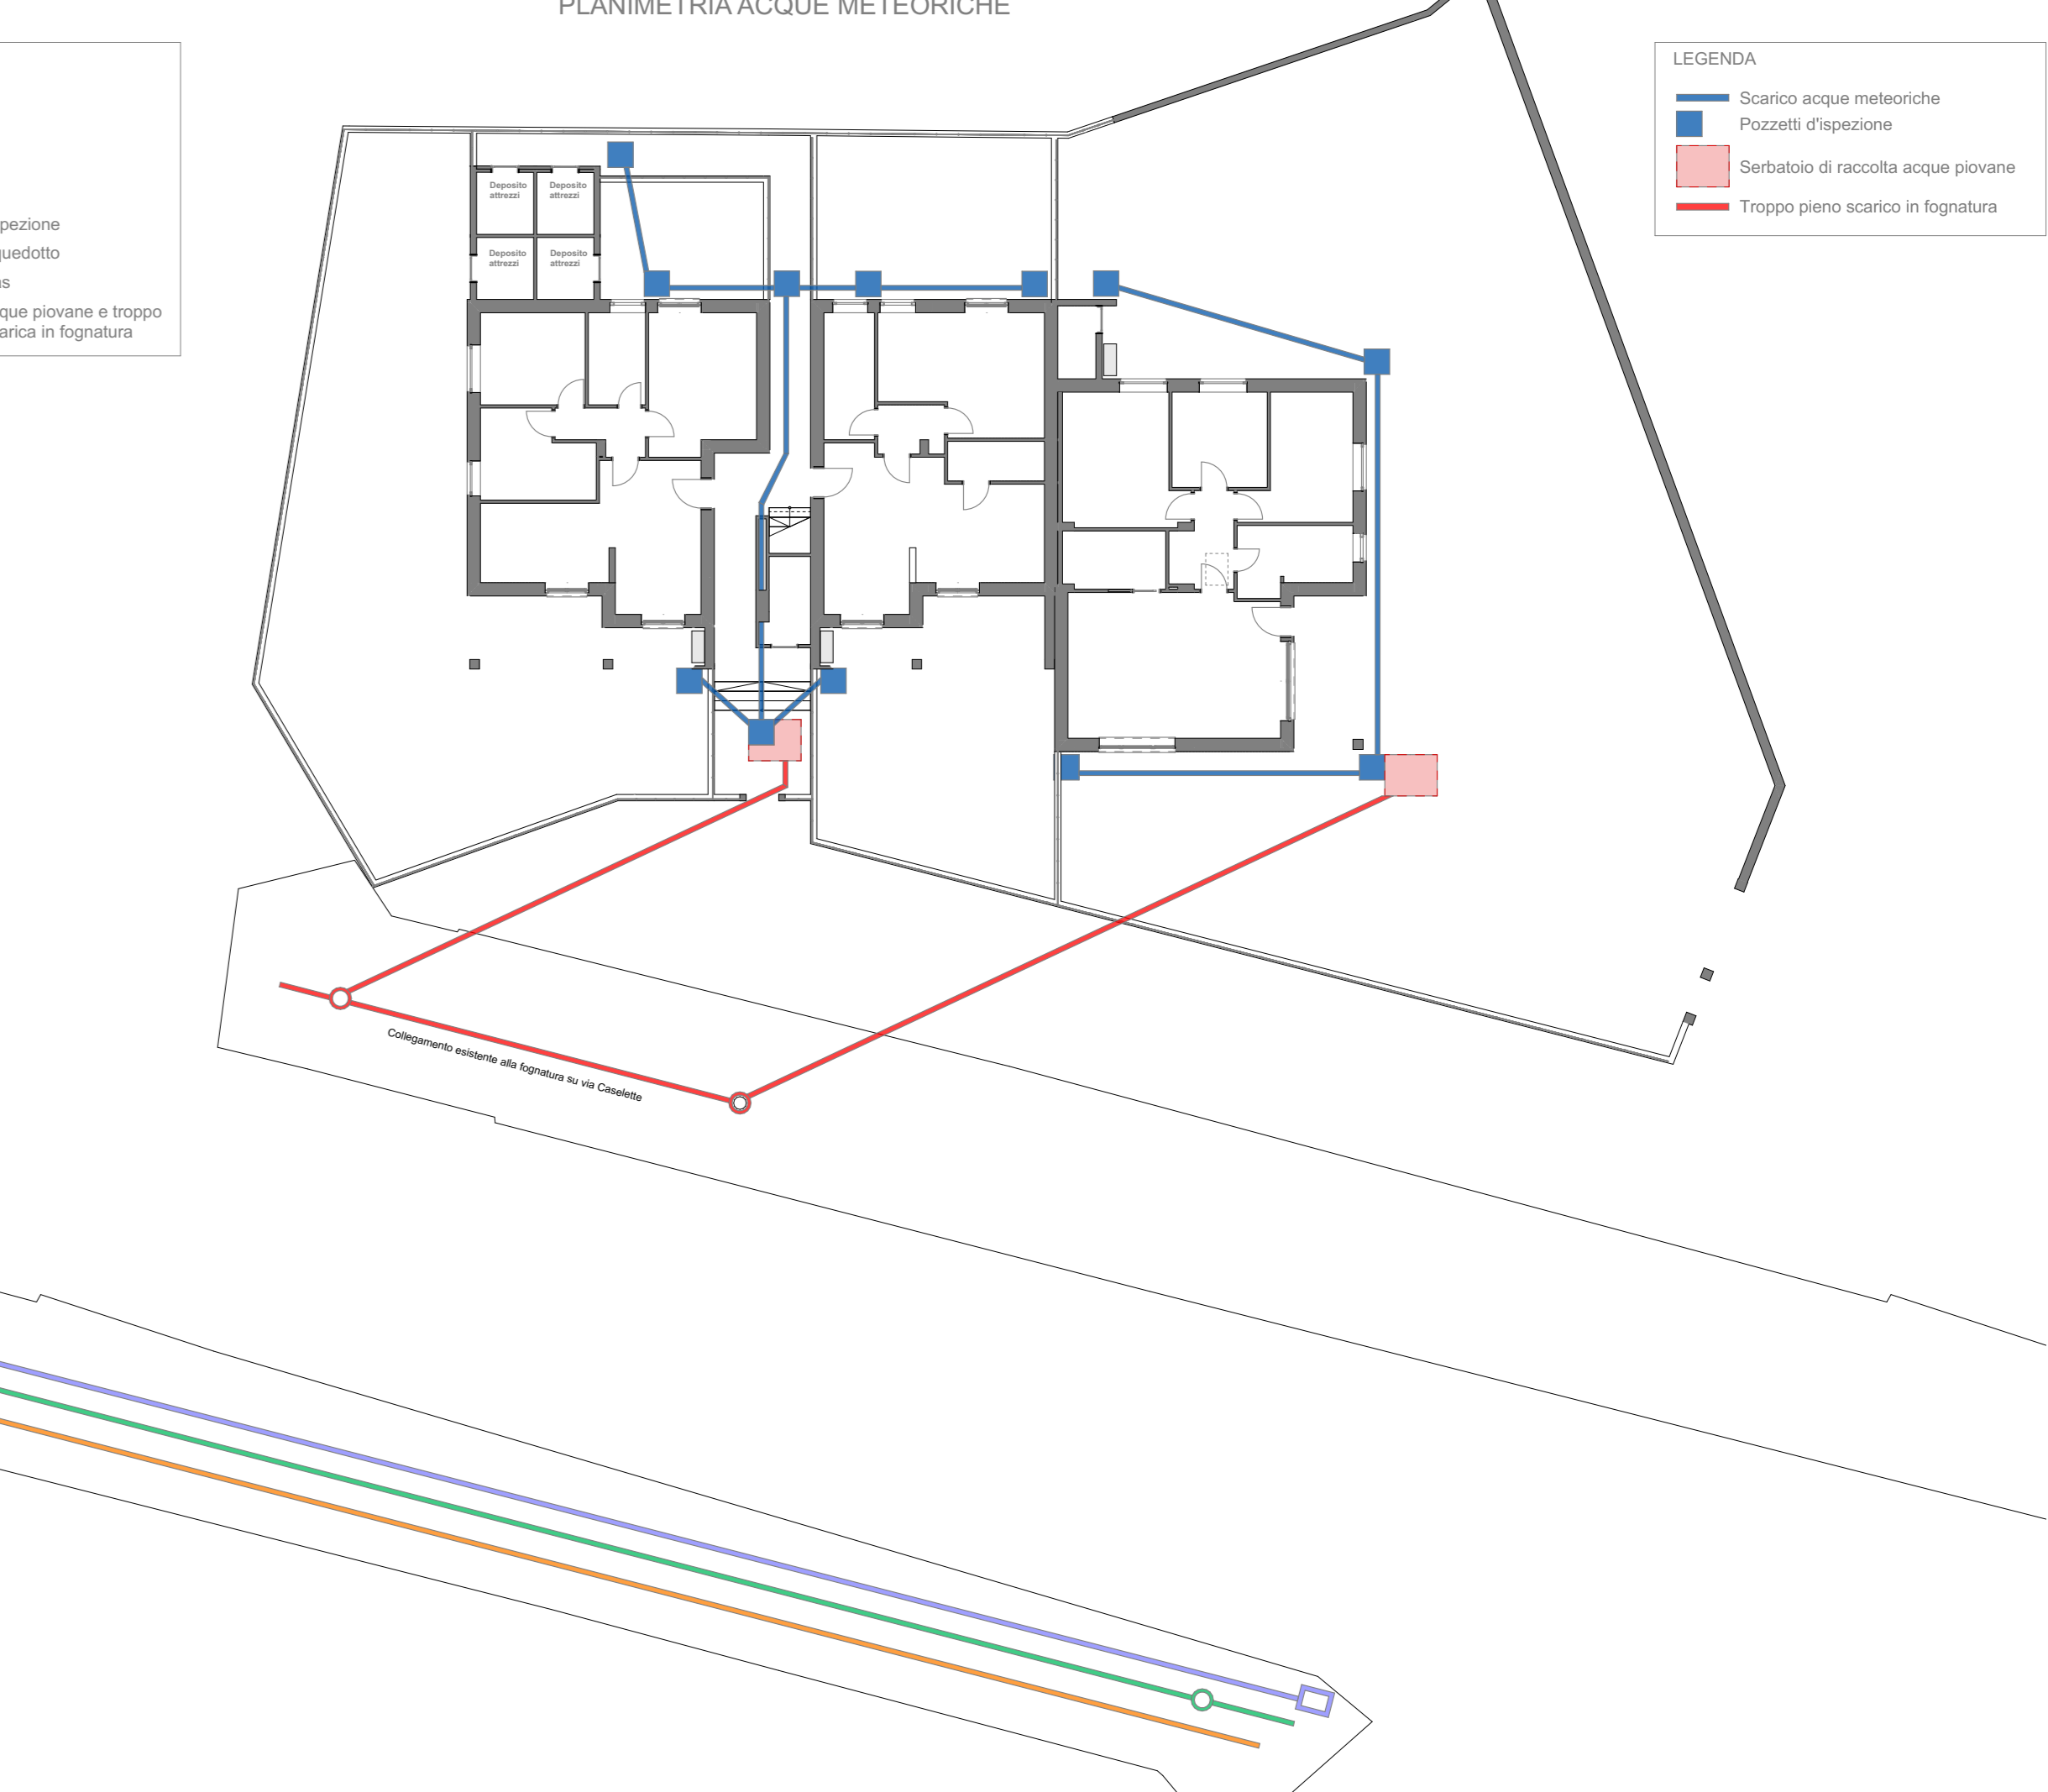 PLANIMETRIA ACQUE METEORICHE
LEGENDA
Scarico acque meteoriche
Pozzetti d'ispezione
Serbatoio di raccolta acque piovane
Troppo pieno scarico in fognatura
pezione
uedotto
as
que piovane e troppo
arica in fognatura
Deposito
attrezzi
Deposito
attrezzi
Deposito
attrezzi
Deposito
attrezzi
Collegamento esistente alla fognatura su via Caselette